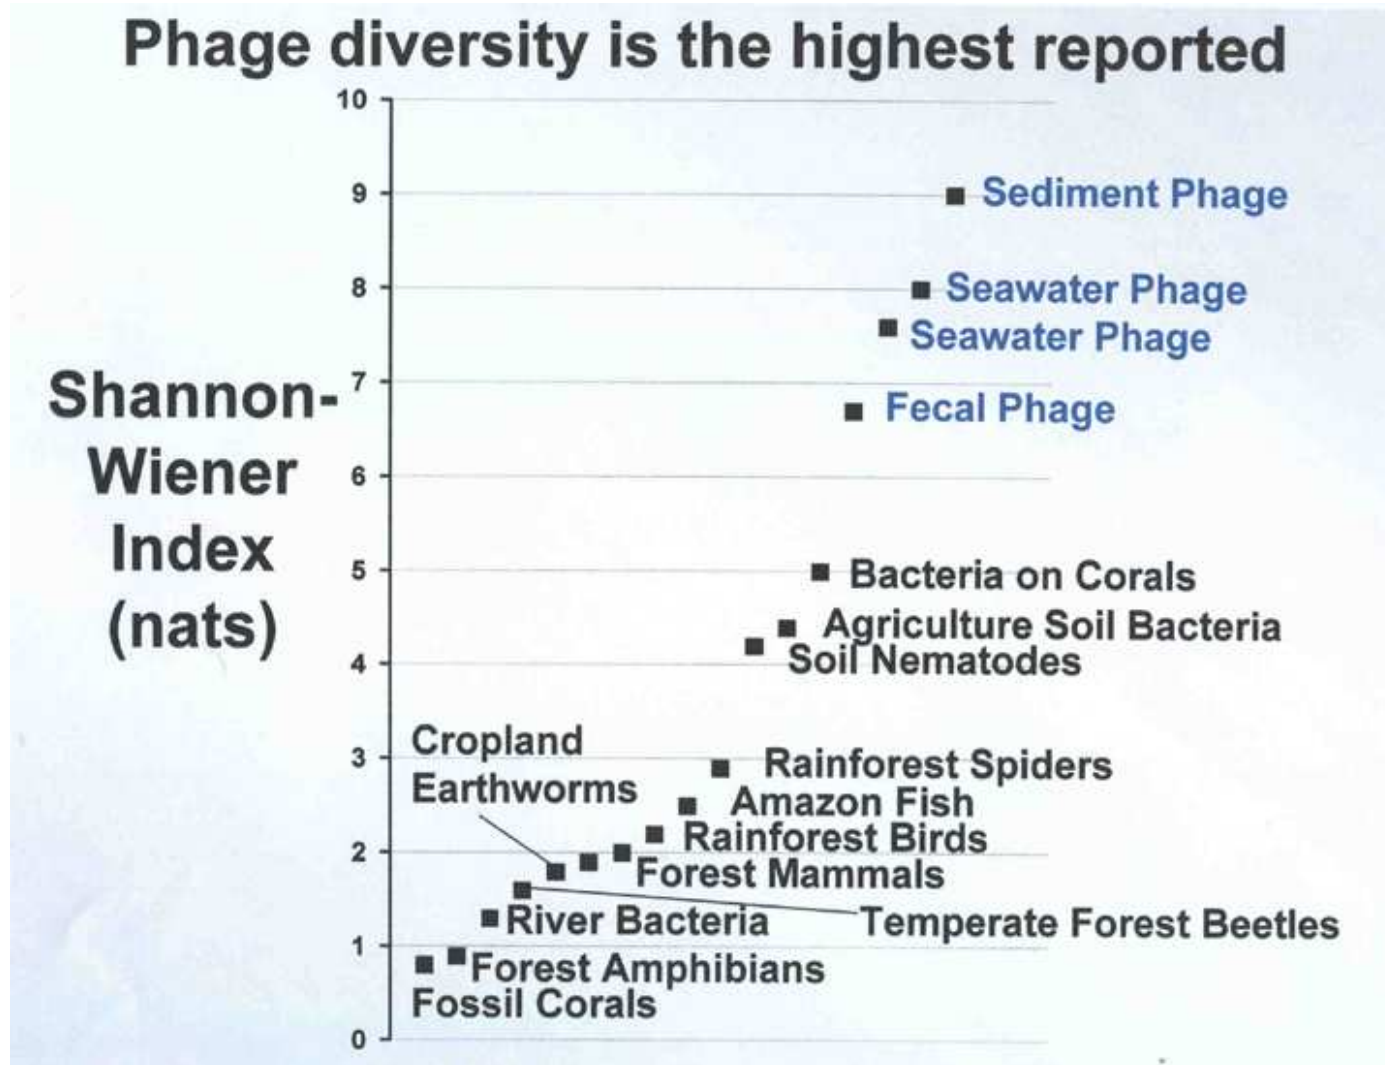 Phage diversity is the highest reported
10
9
Sediment Phage
8
Seawater Phage
Seawater Phage
Shannon-
Wiener
Index
(nats)
7
Fecal Phage
6
5
Bacteria on Corals
Agriculture Soil Bacteria
4
Soil Nematodes
3
Cropland
Earthworms
Rainforest Spiders
Amazon Fish
Rainforest Birds
2
Forest Mammals
River Bacteria
Temperate Forest Beetles
1
Forest Amphibians
Fossil Corals
0